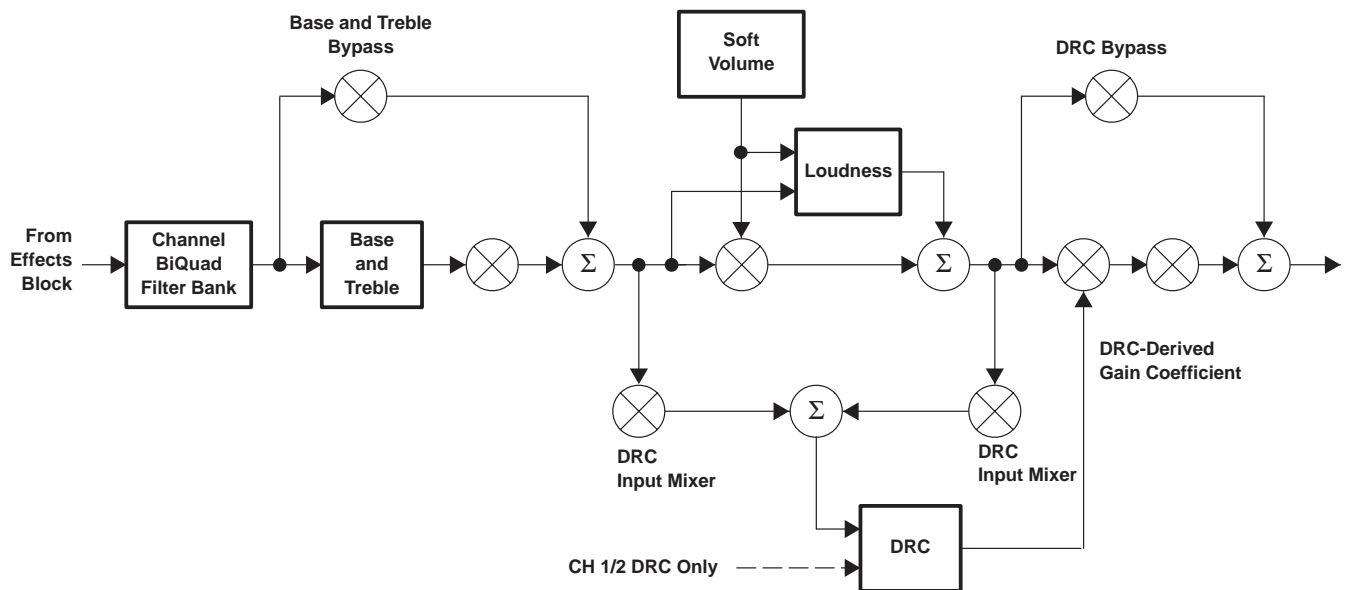 Base and Treble
Bypass
Soft
Volume
DRC Bypass
Loudness
From
Effects
Block
Channel
BiQuad
Filter Bank
Base
and
Treble
Σ
Σ
Σ
DRC-Derived
Gain Coefficient
Σ
DRC
Input Mixer
DRC
Input Mixer
DRC
CH 1/2 DRC Only